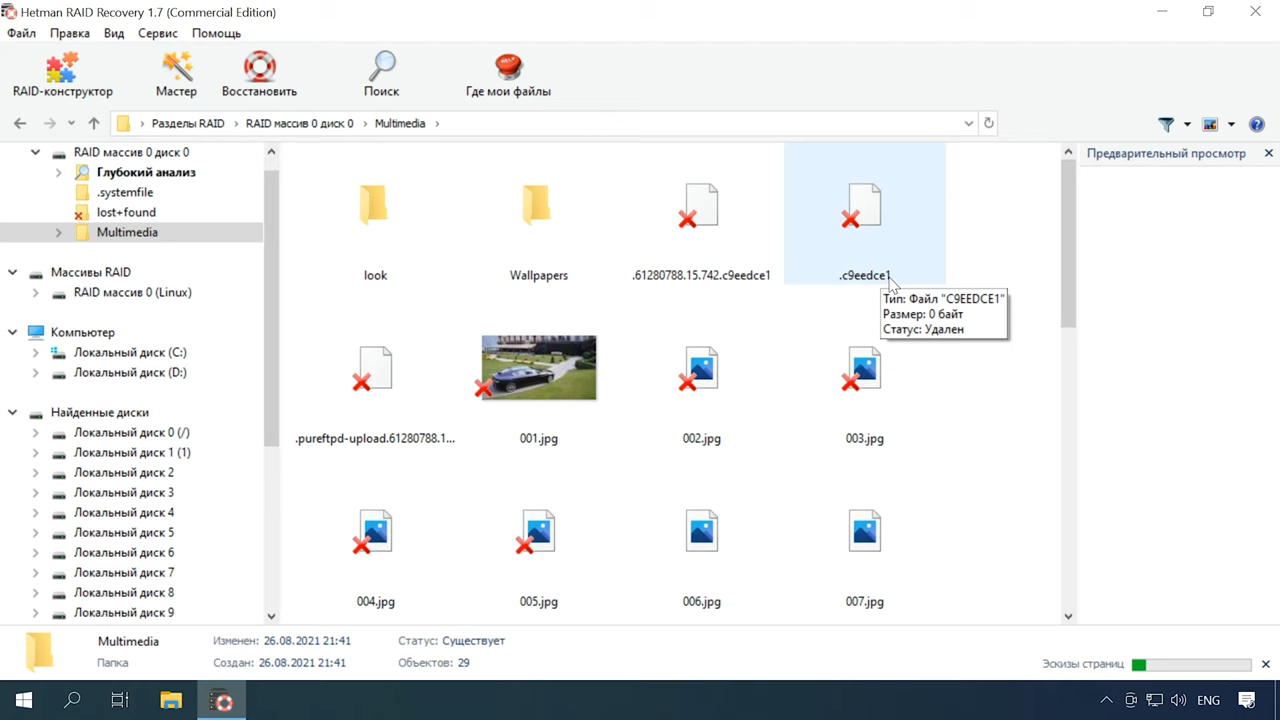 Hetman RAID Recovery 1.7 (Commercial Edition)
Файл Правка Вид Сервис Помощь
RAID-конструктор Мастер Восстановить Поиск Где мои файлы
Разделы RAID RAID массив 0 диск 0 Multimedia
RAID массив 0 диск 0
Глубокий анализ
.systemfile
lost+found
Multimedia
Массивы RAID
RAID массив 0 (Linux)
Компьютер
Локальный диск (C:)
Локальный диск (D:)
Найденные диски
Локальный диск 0 (/)
Локальный диск 1 (1)
Локальный диск 2
Локальный диск 3
Локальный диск 4
Локальный диск 5
Локальный диск 6
Локальный диск 7
Локальный диск 8
Локальный диск 9
look Wallpapers .61280788.15.742.c9eedce1 .c9eedce1
Тип: Файл "C9EEDCE1"
Размер: 0 байт
Статус: Удален
.pureftpd-upload.61280788.1... 001.jpg 002.jpg 003.jpg
004.jpg 005.jpg 006.jpg 007.jpg
Предварительный просмотр
Multimedia Изменен: 26.08.2021 21:41 Статус: Существует
Папка Создан: 26.08.2021 21:41 Объектов: 29
Эскизы страниц
ENG